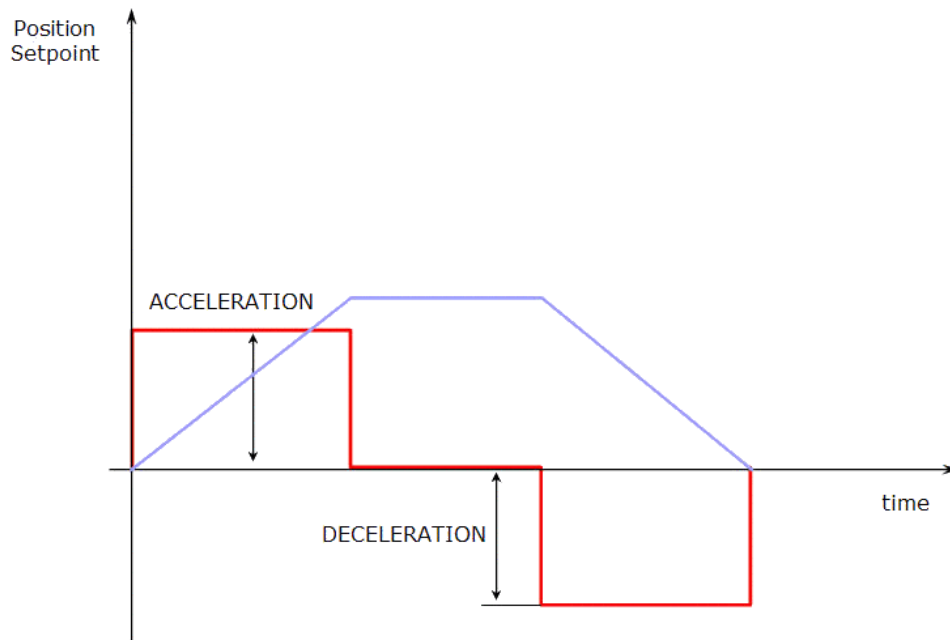 Position
Setpoint
ACCELERATION
time
DECELERATION